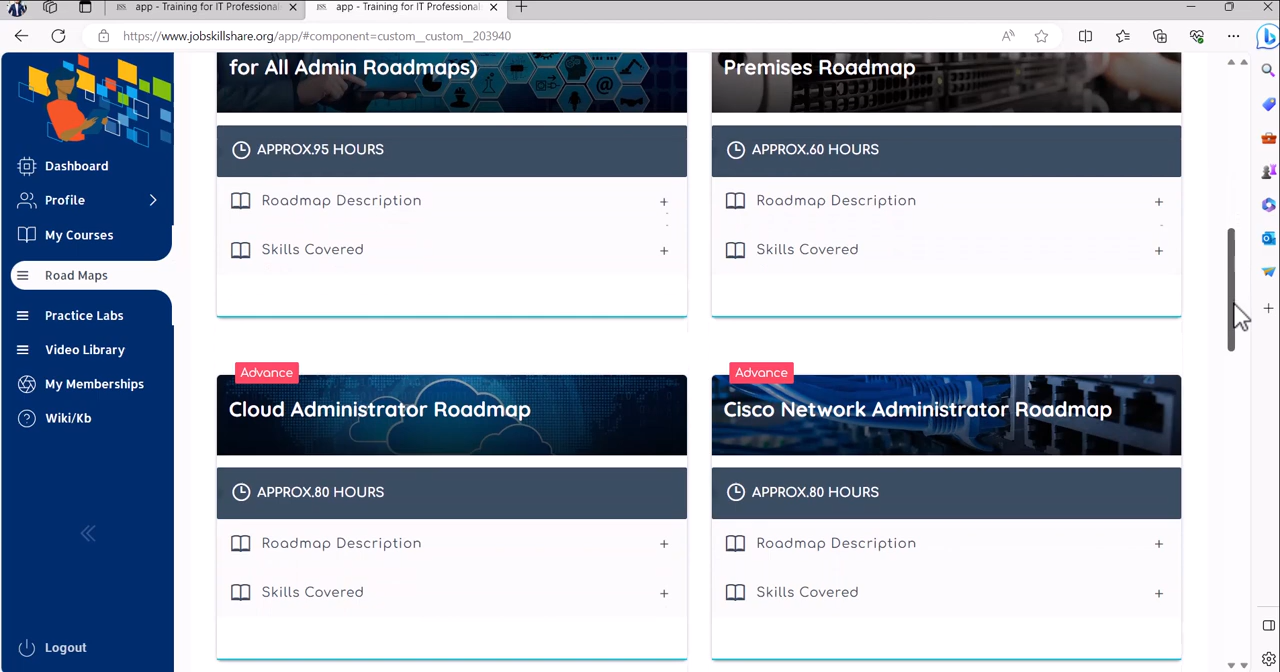 app - Training for IT Professional
app - Training for IT Professional
https://www.jobskillshare.org/app/#component=custom__custom__203940
for All Admin Roadmaps)
Premises Roadmap
APPROX.95 HOURS
APPROX.60 HOURS
Roadmap Description +
Roadmap Description +
Skills Covered +
Skills Covered +
Dashboard
Profile
My Courses
Road Maps
Practice Labs
Video Library
My Memberships
Wiki/Kb
Logout
Advance
Cloud Administrator Roadmap
APPROX.80 HOURS
Roadmap Description +
Skills Covered +
Advance
Cisco Network Administrator Roadmap
APPROX.80 HOURS
Roadmap Description +
Skills Covered +